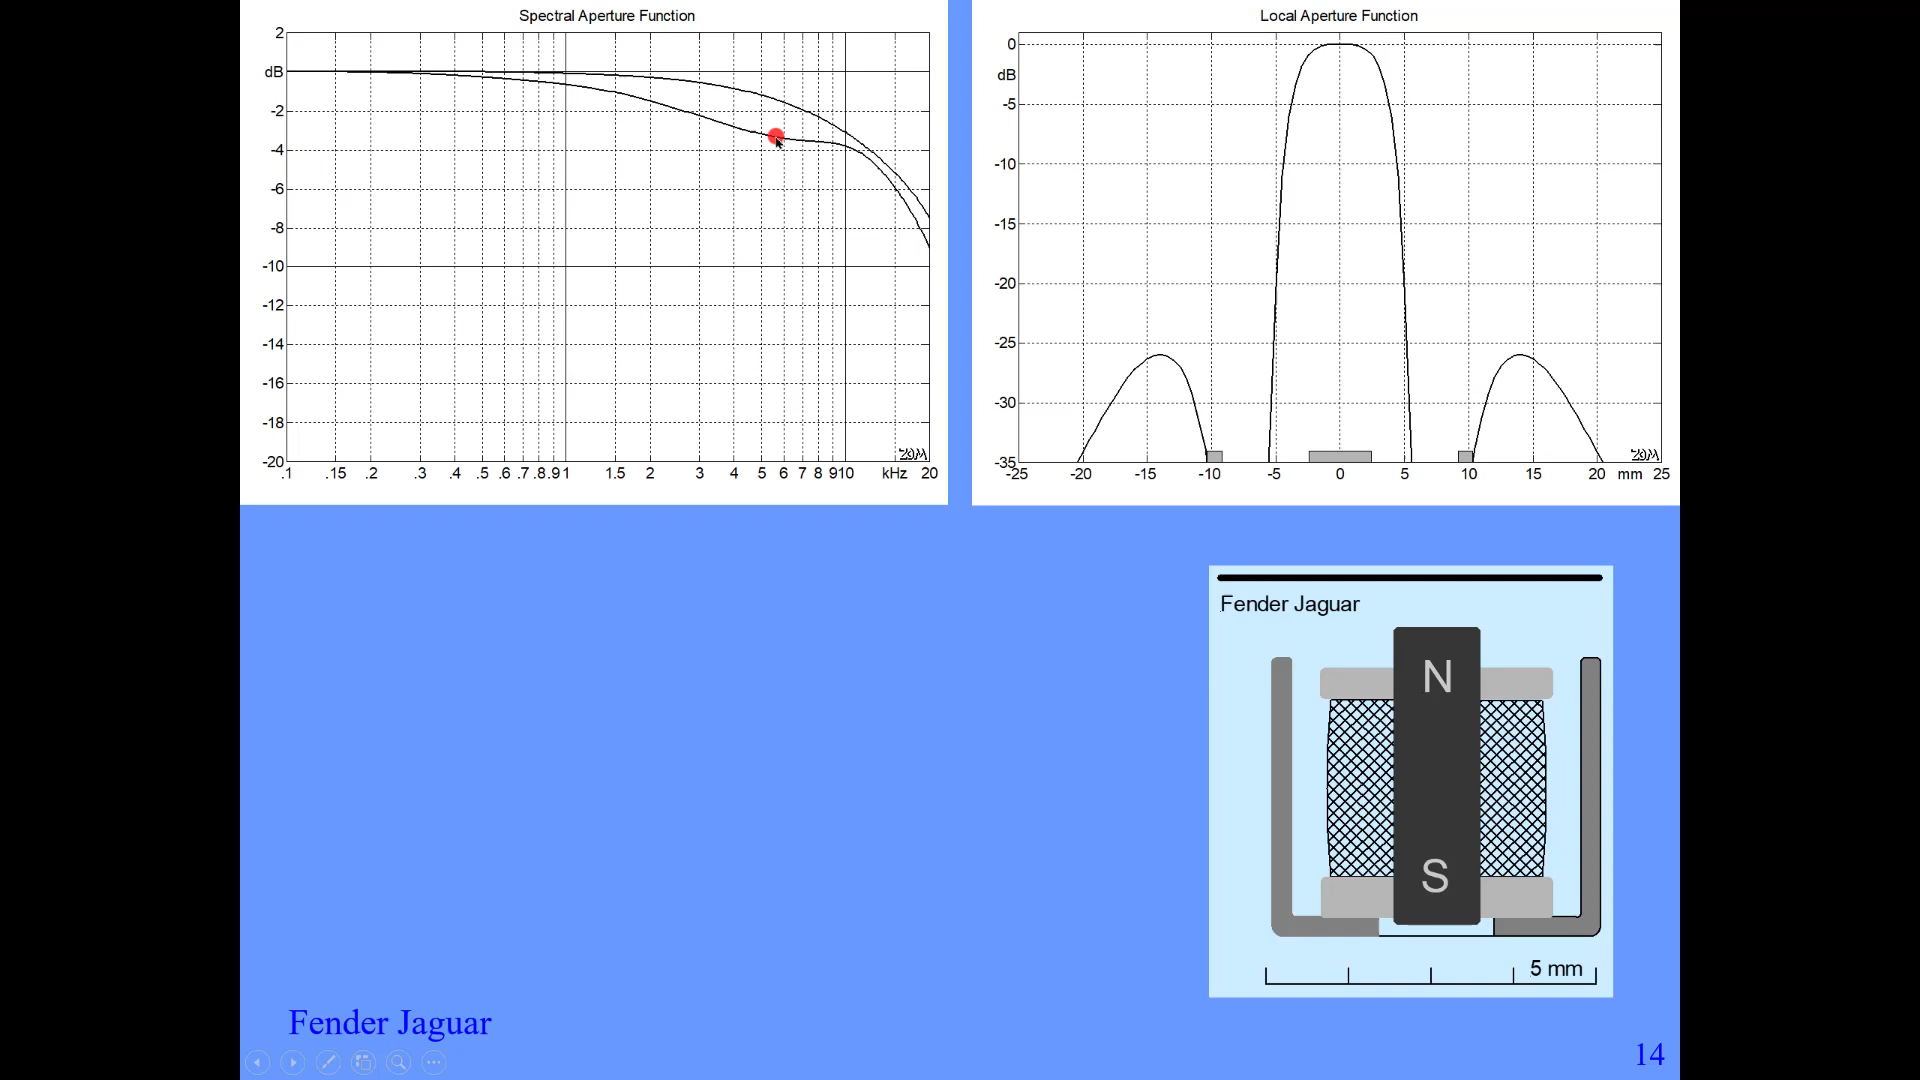 Spectral Aperture Function
2
dB
-2
-4
-6
-8
-10
-12
-14
-16
-18
-20
.1 .15 .2 .3 .4 .5 .6 .7 .8 .9 1 1.5 2 3 4 5 6 7 8 9 10 kHz 20
Local Aperture Function
0
dB
-5
-10
-15
-20
-25
-30
-35
-25 -20 -15 -10 -5 0 5 10 15 20 mm 25
Fender Jaguar
N
S
5 mm
Fender Jaguar
14